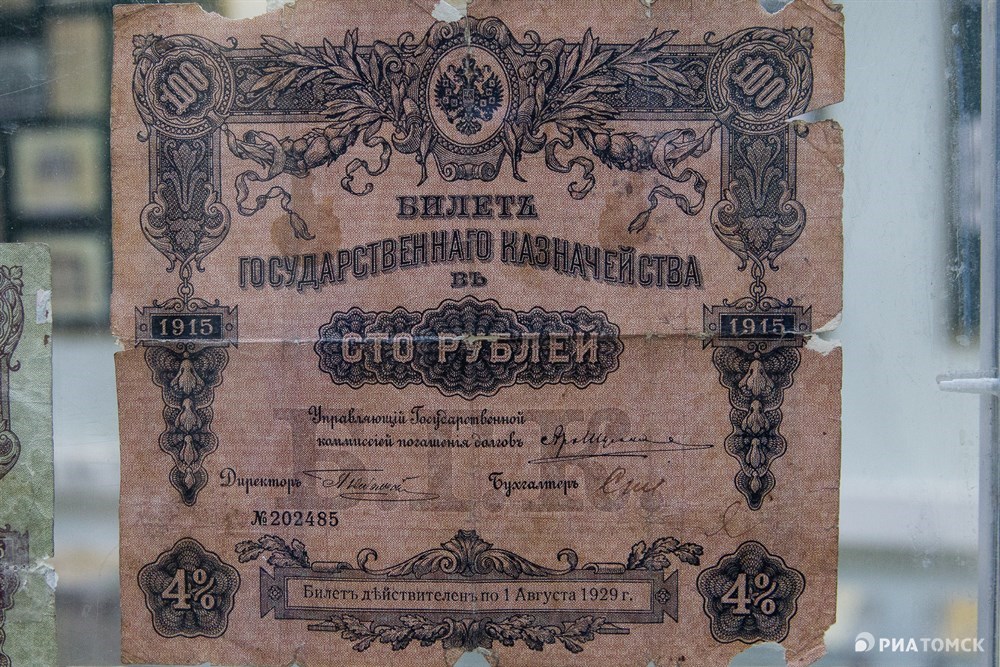 100 100
БИЛЕТЪ
ГОСУДАРСТВЕННАГО КАЗНАЧЕЙСТВА
ВЪ
1915 1915
СТО РУБЛЕЙ
Управляющій Государственной
коммиссіей погашенія долговъ
Директоръ Бухгалтеръ
№202485
4% 4%
Билетъ дѣйствителенъ по 1 Августа 1929 г.
РИАТОМСК